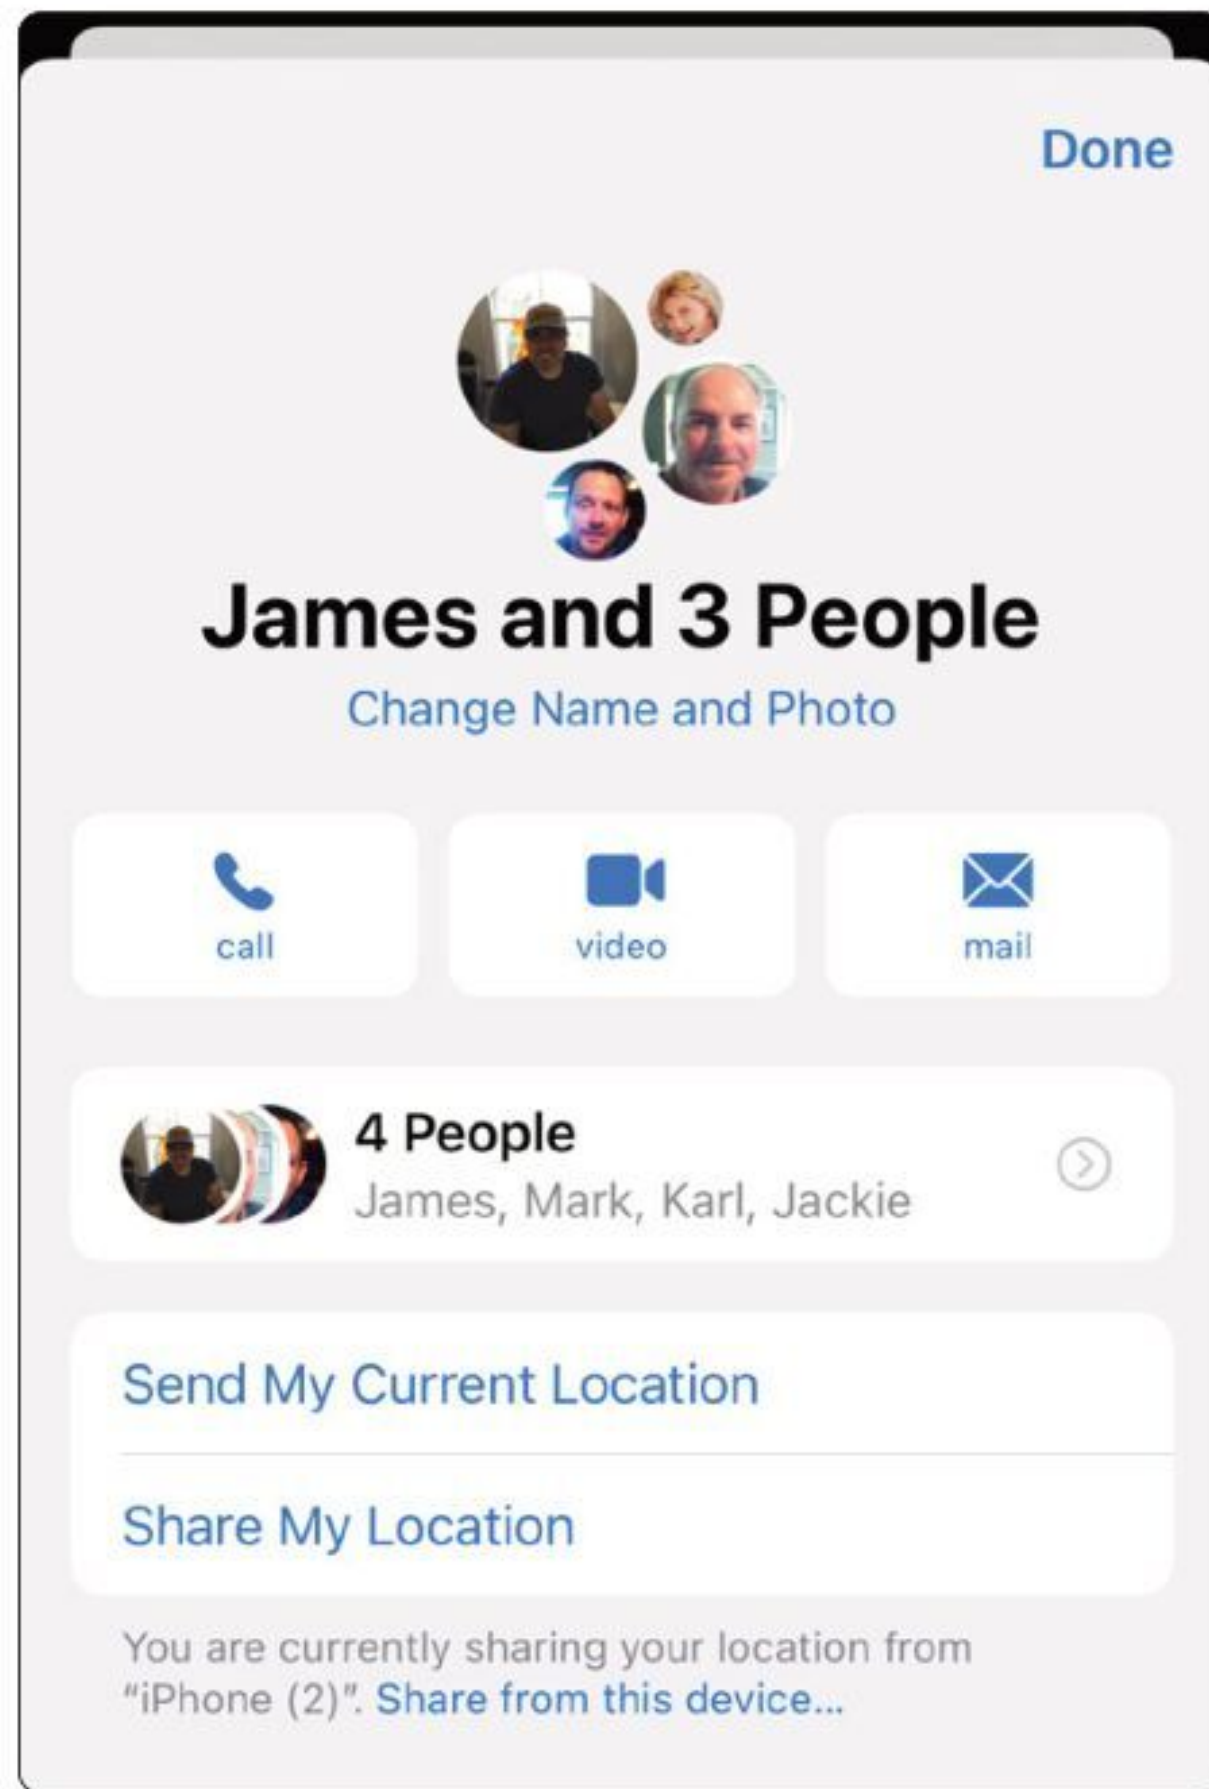 Done
James and 3 People
Change Name and Photo
call
video
mail
4 People
James, Mark, Karl, Jackie
Send My Current Location
Share My Location
You are currently sharing your location from
“iPhone (2)”. Share from this device...